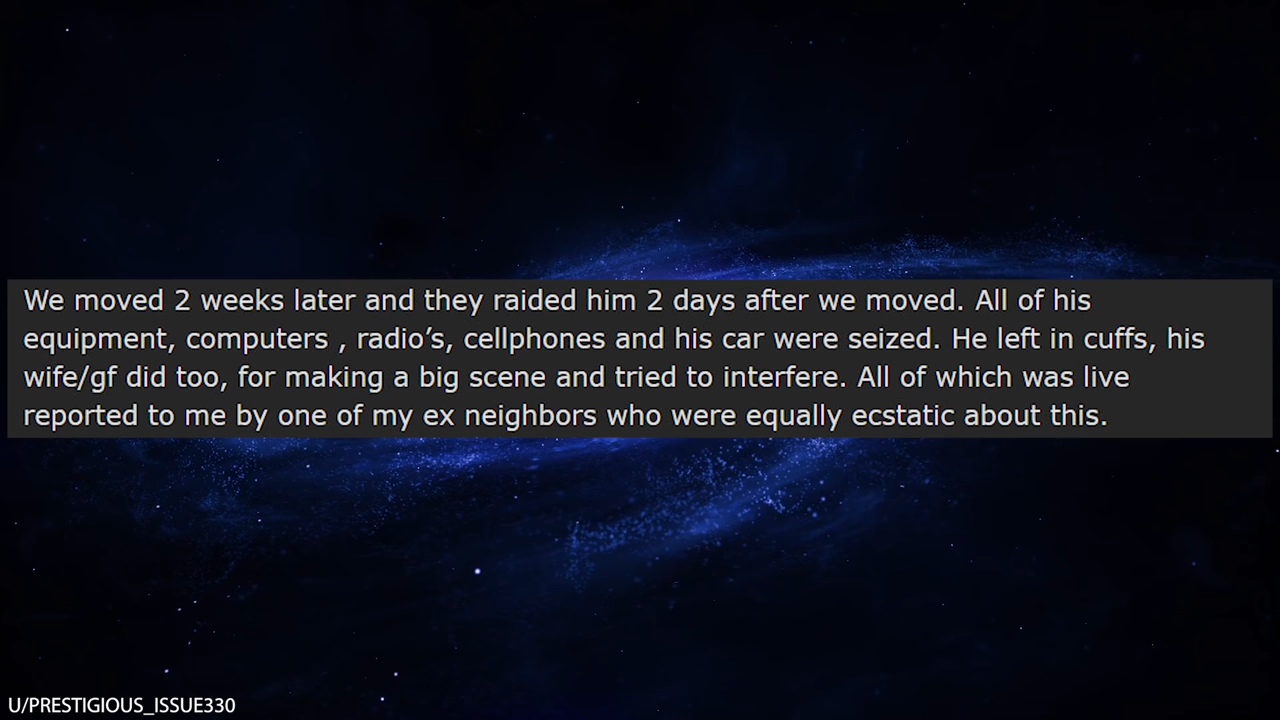 We moved 2 weeks later and they raided him 2 days after we moved. All of his
equipment, computers , radio’s, cellphones and his car were seized. He left in cuffs, his
wife/gf did too, for making a big scene and tried to interfere. All of which was live
reported to me by one of my ex neighbors who were equally ecstatic about this.
U/PRESTIGIOUS_ISSUE330